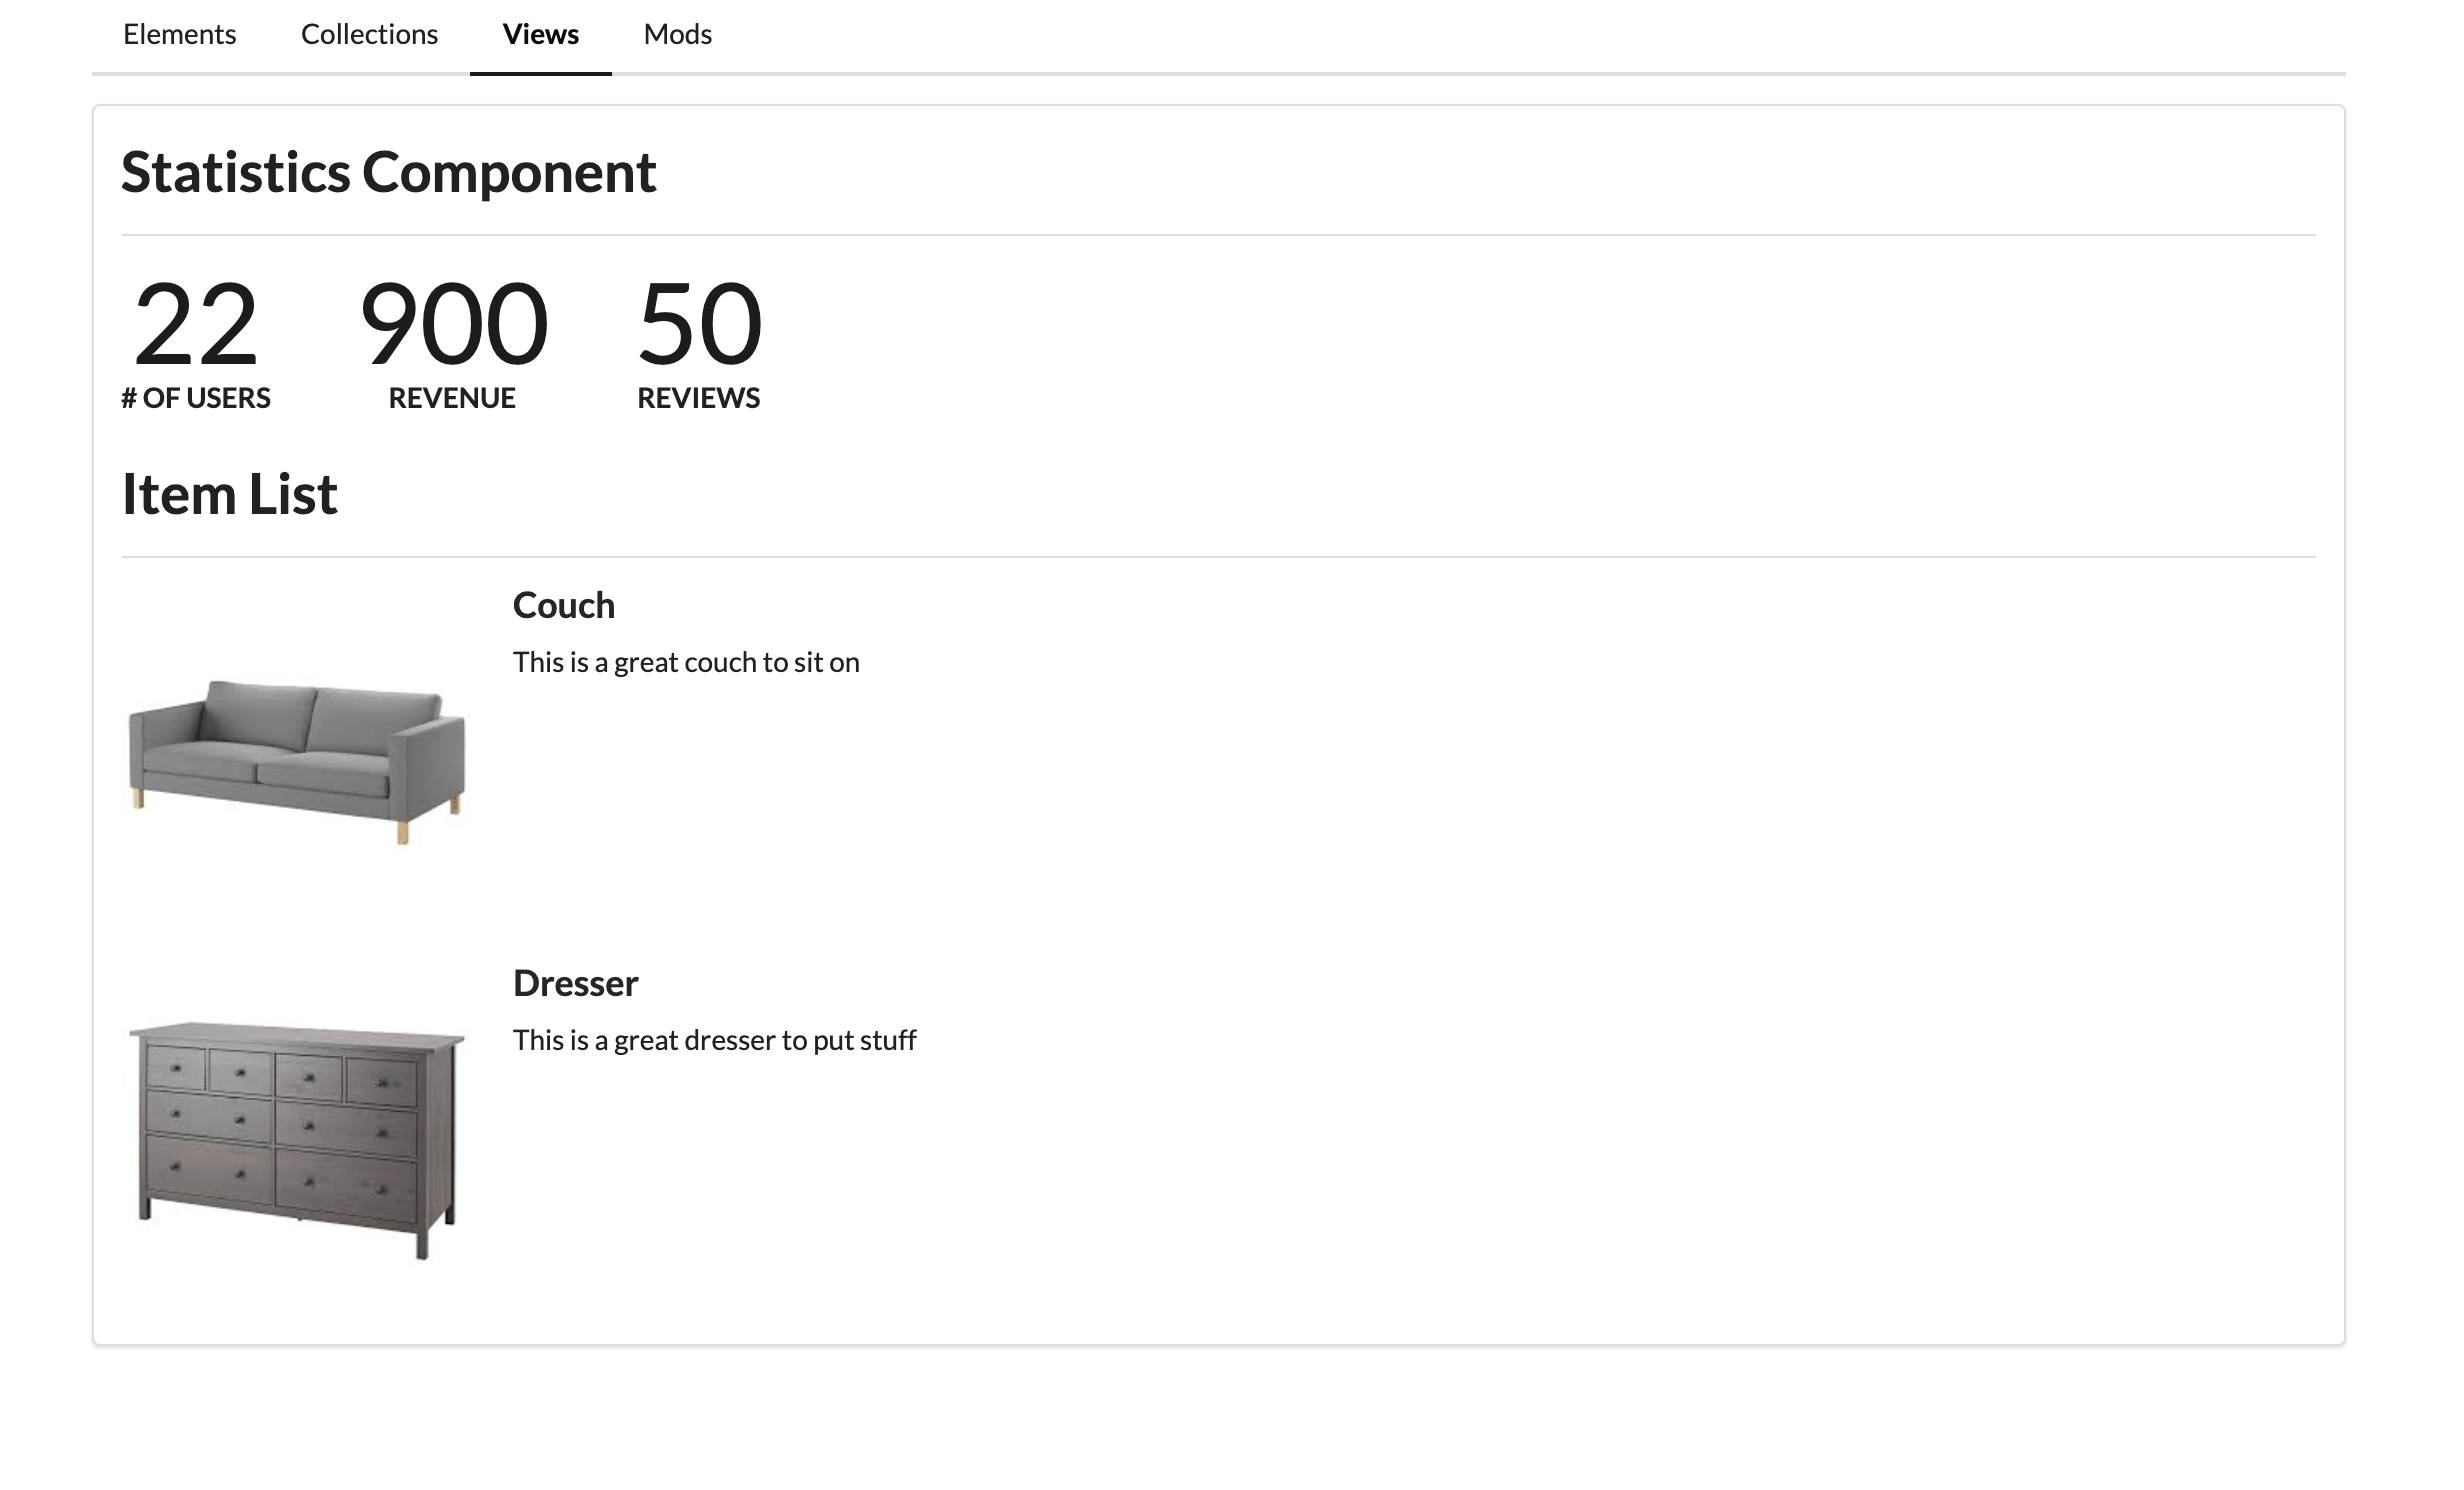 Elements Collections Views Mods
Statistics Component
22 900 50
# OF USERS REVENUE REVIEWS
Item List
Couch
This is a great couch to sit on
Dresser
This is a great dresser to put stuff